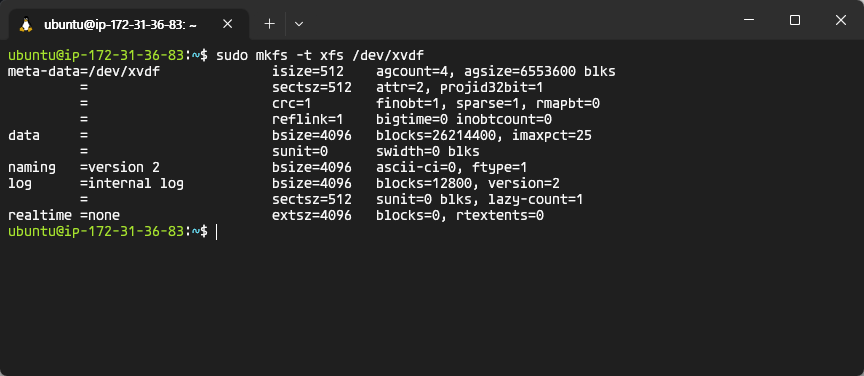 ubuntu@ip-172-31-36-83: ~
ubuntu@ip-172-31-36-83:~$ sudo mkfs -t xfs /dev/xvdf
meta-data=/dev/xvdf              isize=512    agcount=4, agsize=6553600 blks
         =                       sectsz=512   attr=2, projid32bit=1
         =                       crc=1        finobt=1, sparse=1, rmapbt=0
         =                       reflink=1    bigtime=0 inobtcount=0
data     =                       bsize=4096   blocks=26214400, imaxpct=25
         =                       sunit=0      swidth=0 blks
naming   =version 2              bsize=4096   ascii-ci=0, ftype=1
log      =internal log           bsize=4096   blocks=12800, version=2
         =                       sectsz=512   sunit=0 blks, lazy-count=1
realtime =none                   extsz=4096   blocks=0, rtextents=0
ubuntu@ip-172-31-36-83:~$